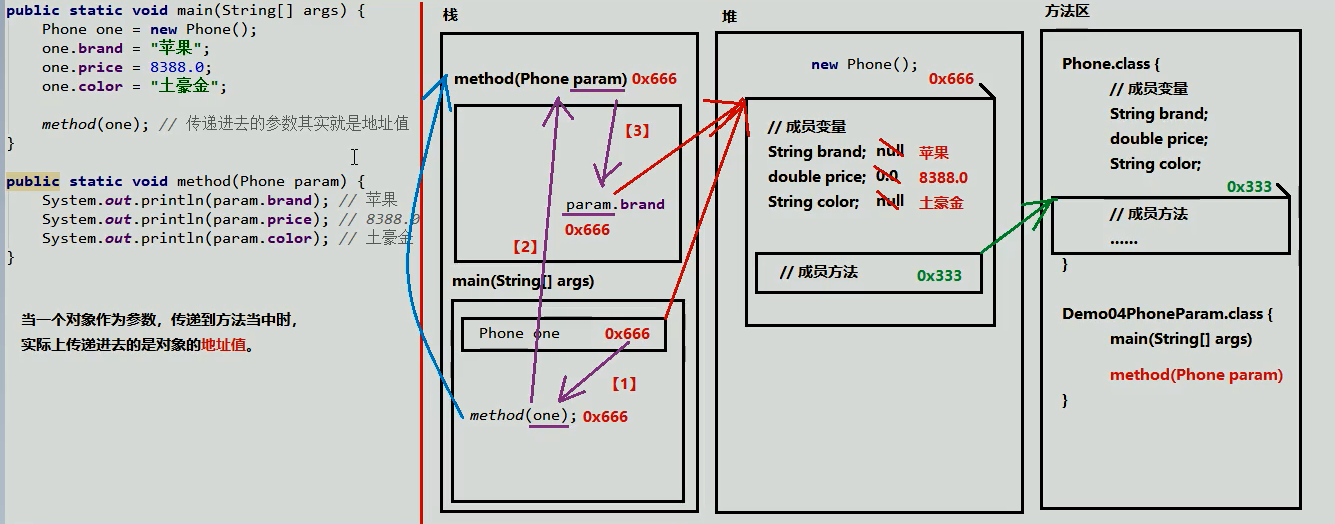 public static void main(String[] args) {
Phone one = new Phone();
one.brand = "苹果";
one.price = 8388.0;
one.color = "土豪金";
method(one); // 传递进去的参数其实就是地址值
}
public static void method(Phone param) {
System.out.println(param.brand); // 苹果
System.out.println(param.price); // 8388.0
System.out.println(param.color); // 土豪金
}
当一个对象作为参数，传递到方法当中时，
实际上传递进去的是对象的地址值。
栈
method(Phone param) 0x666
【3】
param.brand
0x666
【2】
main(String[] args)
Phone one 0x666
【1】
method(one); 0x666
堆
new Phone();
0x666
// 成员变量
String brand; null 苹果
double price; 0.0 8388.0
String color; null 土豪金
// 成员方法 0x333
方法区
Phone.class {
// 成员变量
String brand;
double price;
String color;
0x333
// 成员方法
......
}
Demo04PhoneParam.class {
main(String[] args)
method(Phone param)
}